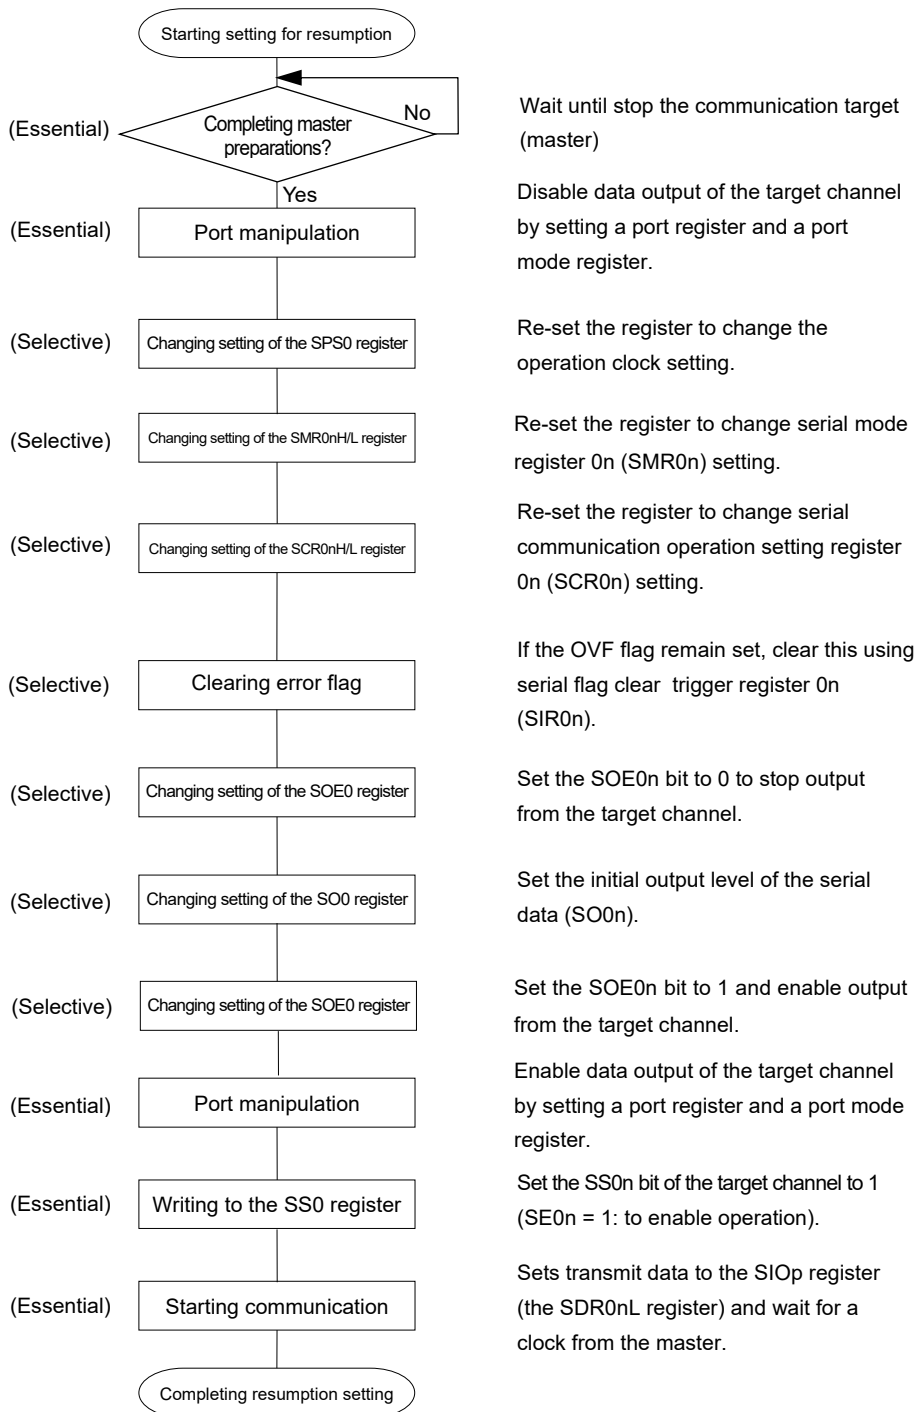 Starting setting for resumption
No
(Essential)
Completing master
preparations?
Wait until stop the communication target
(master)
Yes
(Essential)
Port manipulation
Disable data output of the target channel
by setting a port register and a port
mode register.
(Selective)
Changing setting of the SPS0 register
Re-set the register to change the
operation clock setting.
(Selective)
Changing setting of the SMR0nH/L register
Re-set the register to change serial mode
register 0n (SMR0n) setting.
(Selective)
Changing setting of the SCR0nH/L register
Re-set the register to change serial
communication operation setting register
0n (SCR0n) setting.
(Selective)
Clearing error flag
If the OVF flag remain set, clear this using
serial flag clear trigger register 0n
(SIR0n).
(Selective)
Changing setting of the SOE0 register
Set the SOE0n bit to 0 to stop output
from the target channel.
(Selective)
Changing setting of the SO0 register
Set the initial output level of the serial
data (SO0n).
(Selective)
Changing setting of the SOE0 register
Set the SOE0n bit to 1 and enable output
from the target channel.
(Essential)
Port manipulation
Enable data output of the target channel
by setting a port register and a port mode
register.
(Essential)
Writing to the SS0 register
Set the SS0n bit of the target channel to 1
(SE0n = 1: to enable operation).
(Essential)
Starting communication
Sets transmit data to the SIOp register
(the SDR0nL register) and wait for a
clock from the master.
Completing resumption setting